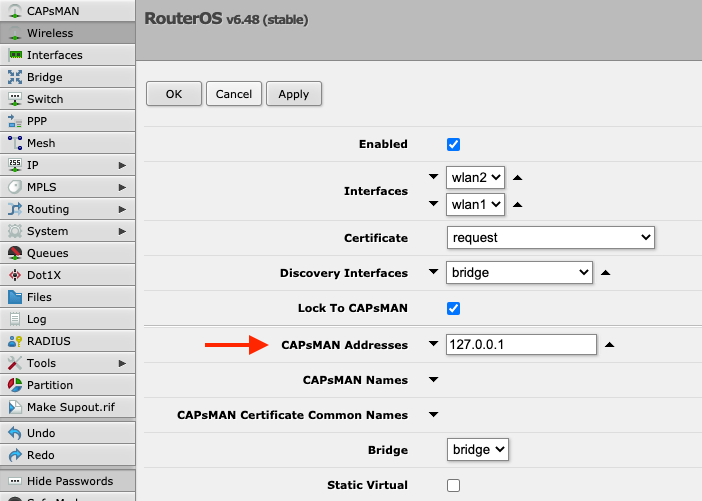 CAPsMAN
Wireless
Interfaces
Bridge
Switch
PPP
Mesh
IP
MPLS
Routing
System
Queues
Dot1X
Files
Log
RADIUS
Tools
Partition
Make Supout.rif
Undo
Redo
Hide Passwords
RouterOS v6.48 (stable)
OK Cancel Apply
Enabled
Interfaces wlan2
wlan1
Certificate request
Discovery Interfaces bridge
Lock To CAPsMAN
CAPsMAN Addresses 127.0.0.1
CAPsMAN Names
CAPsMAN Certificate Common Names
Bridge bridge
Static Virtual